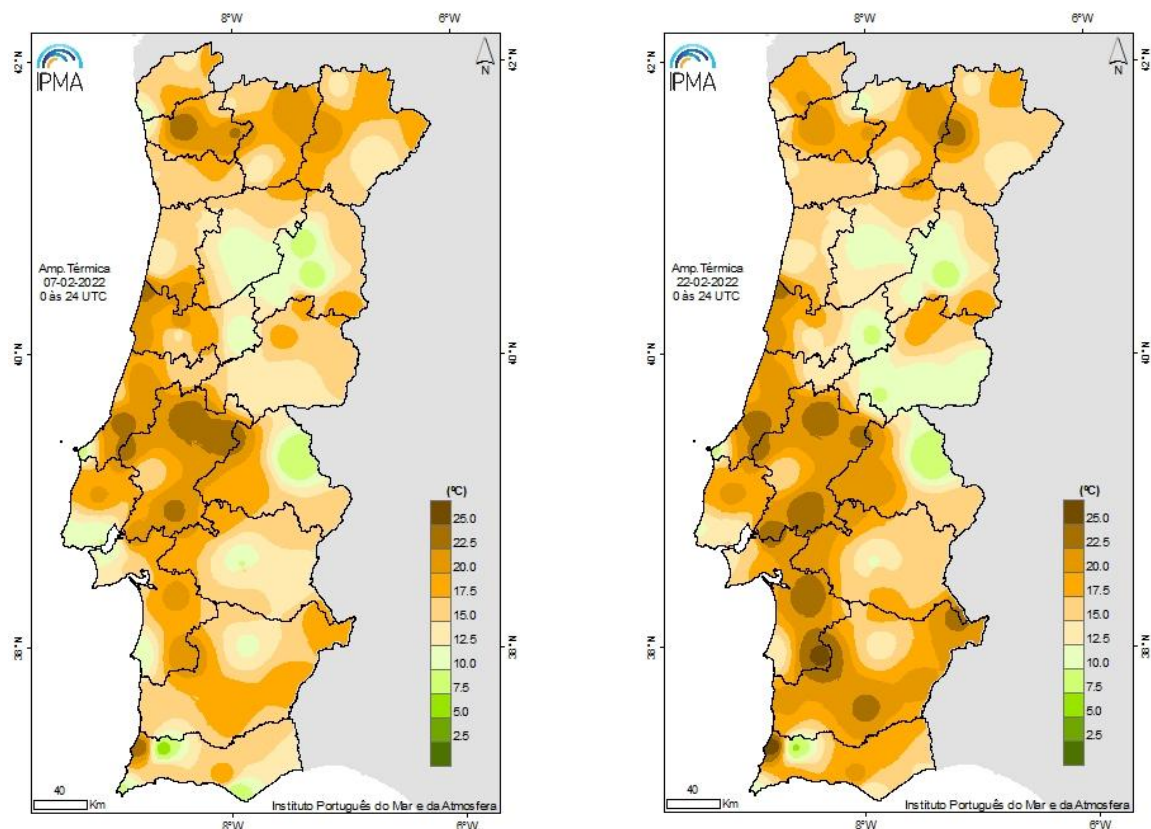 8°W
6°W
IPMA
N
42°N
42°N
Amp. Térmica
07-02-2022
0 às 24 UTC
40°N
40°N
(ºC)
25.0
22.5
20.0
17.5
15.0
12.5
10.0
7.5
5.0
2.5
38°N
38°N
40
Km
Instituto Português do Mar e da Atmosfera
8°W
6°W
8°W
6°W
IPMA
N
42°N
42°N
Amp. Térmica
22-02-2022
0 às 24 UTC
40°N
40°N
(ºC)
25.0
22.5
20.0
17.5
15.0
12.5
10.0
7.5
5.0
2.5
38°N
38°N
40
Km
Instituto Português do Mar e da Atmosfera
8°W
6°W